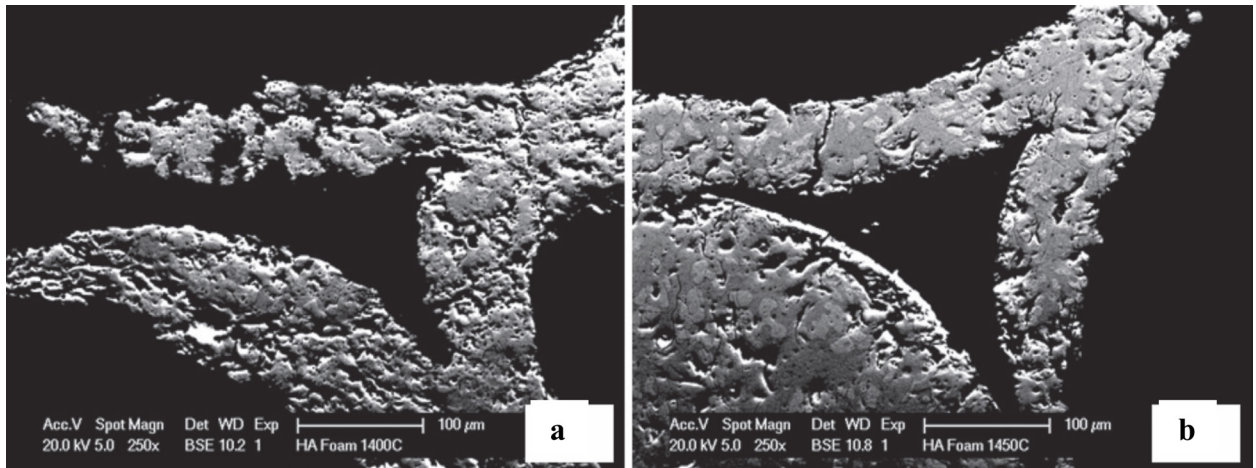 Acc.V Spot Magn Det WD Exp 100 µm
20.0 kV 5.0 250x BSE 10.2 1 HA Foam 1400C
a
Acc.V Spot Magn Det WD Exp 100 µm
20.0 kV 5.0 250x BSE 10.8 1 HA Foam 1450C
b